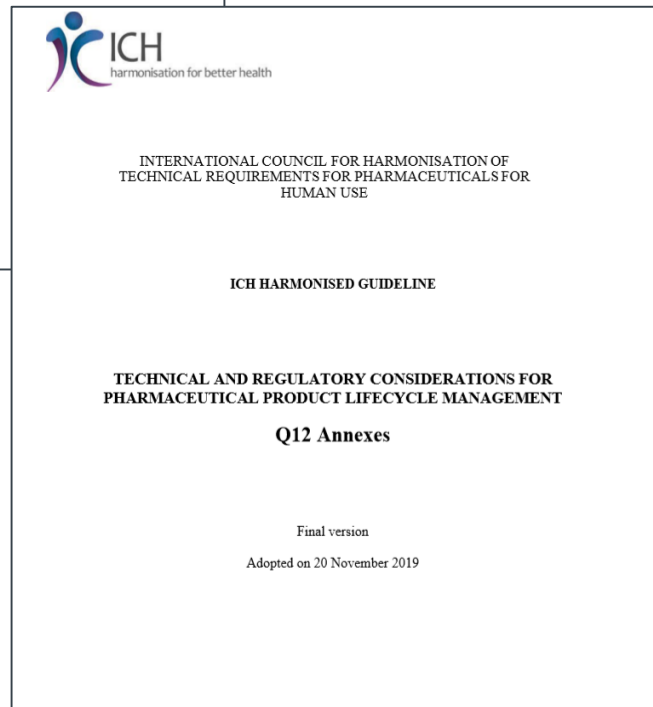 ICH
harmonisation for better health
INTERNATIONAL COUNCIL FOR HARMONISATION OF
TECHNICAL REQUIREMENTS FOR PHARMACEUTICALS FOR
HUMAN USE
ICH HARMONISED GUIDELINE
TECHNICAL AND REGULATORY CONSIDERATIONS FOR
PHARMACEUTICAL PRODUCT LIFECYCLE MANAGEMENT
Q12 Annexes
Final version
Adopted on 20 November 2019